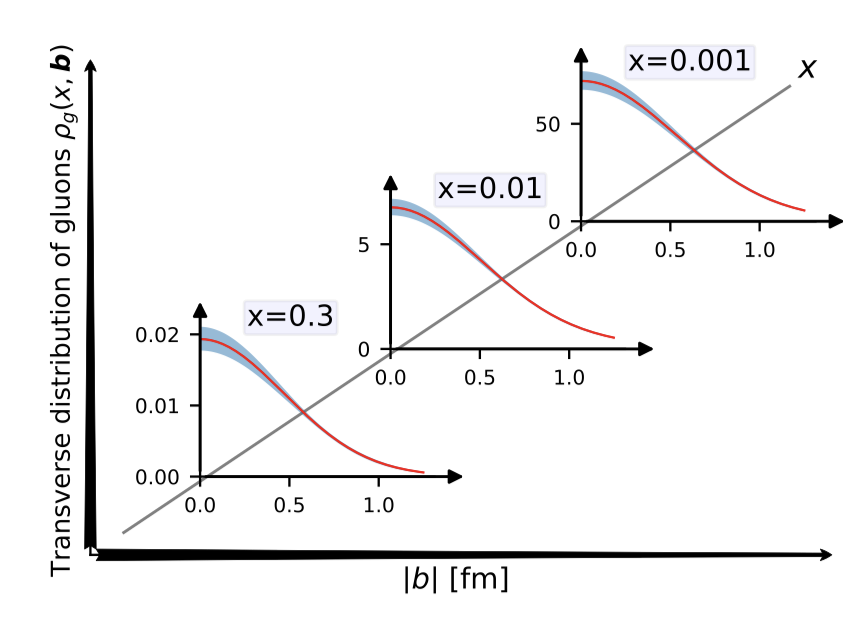 Transverse distribution of gluons ρg(x, b)
x=0.001
x
50
0
0.0 0.5 1.0
x=0.01
5
0
0.0 0.5 1.0
x=0.3
0.02
0.01
0.00
0.0 0.5 1.0
|b| [fm]